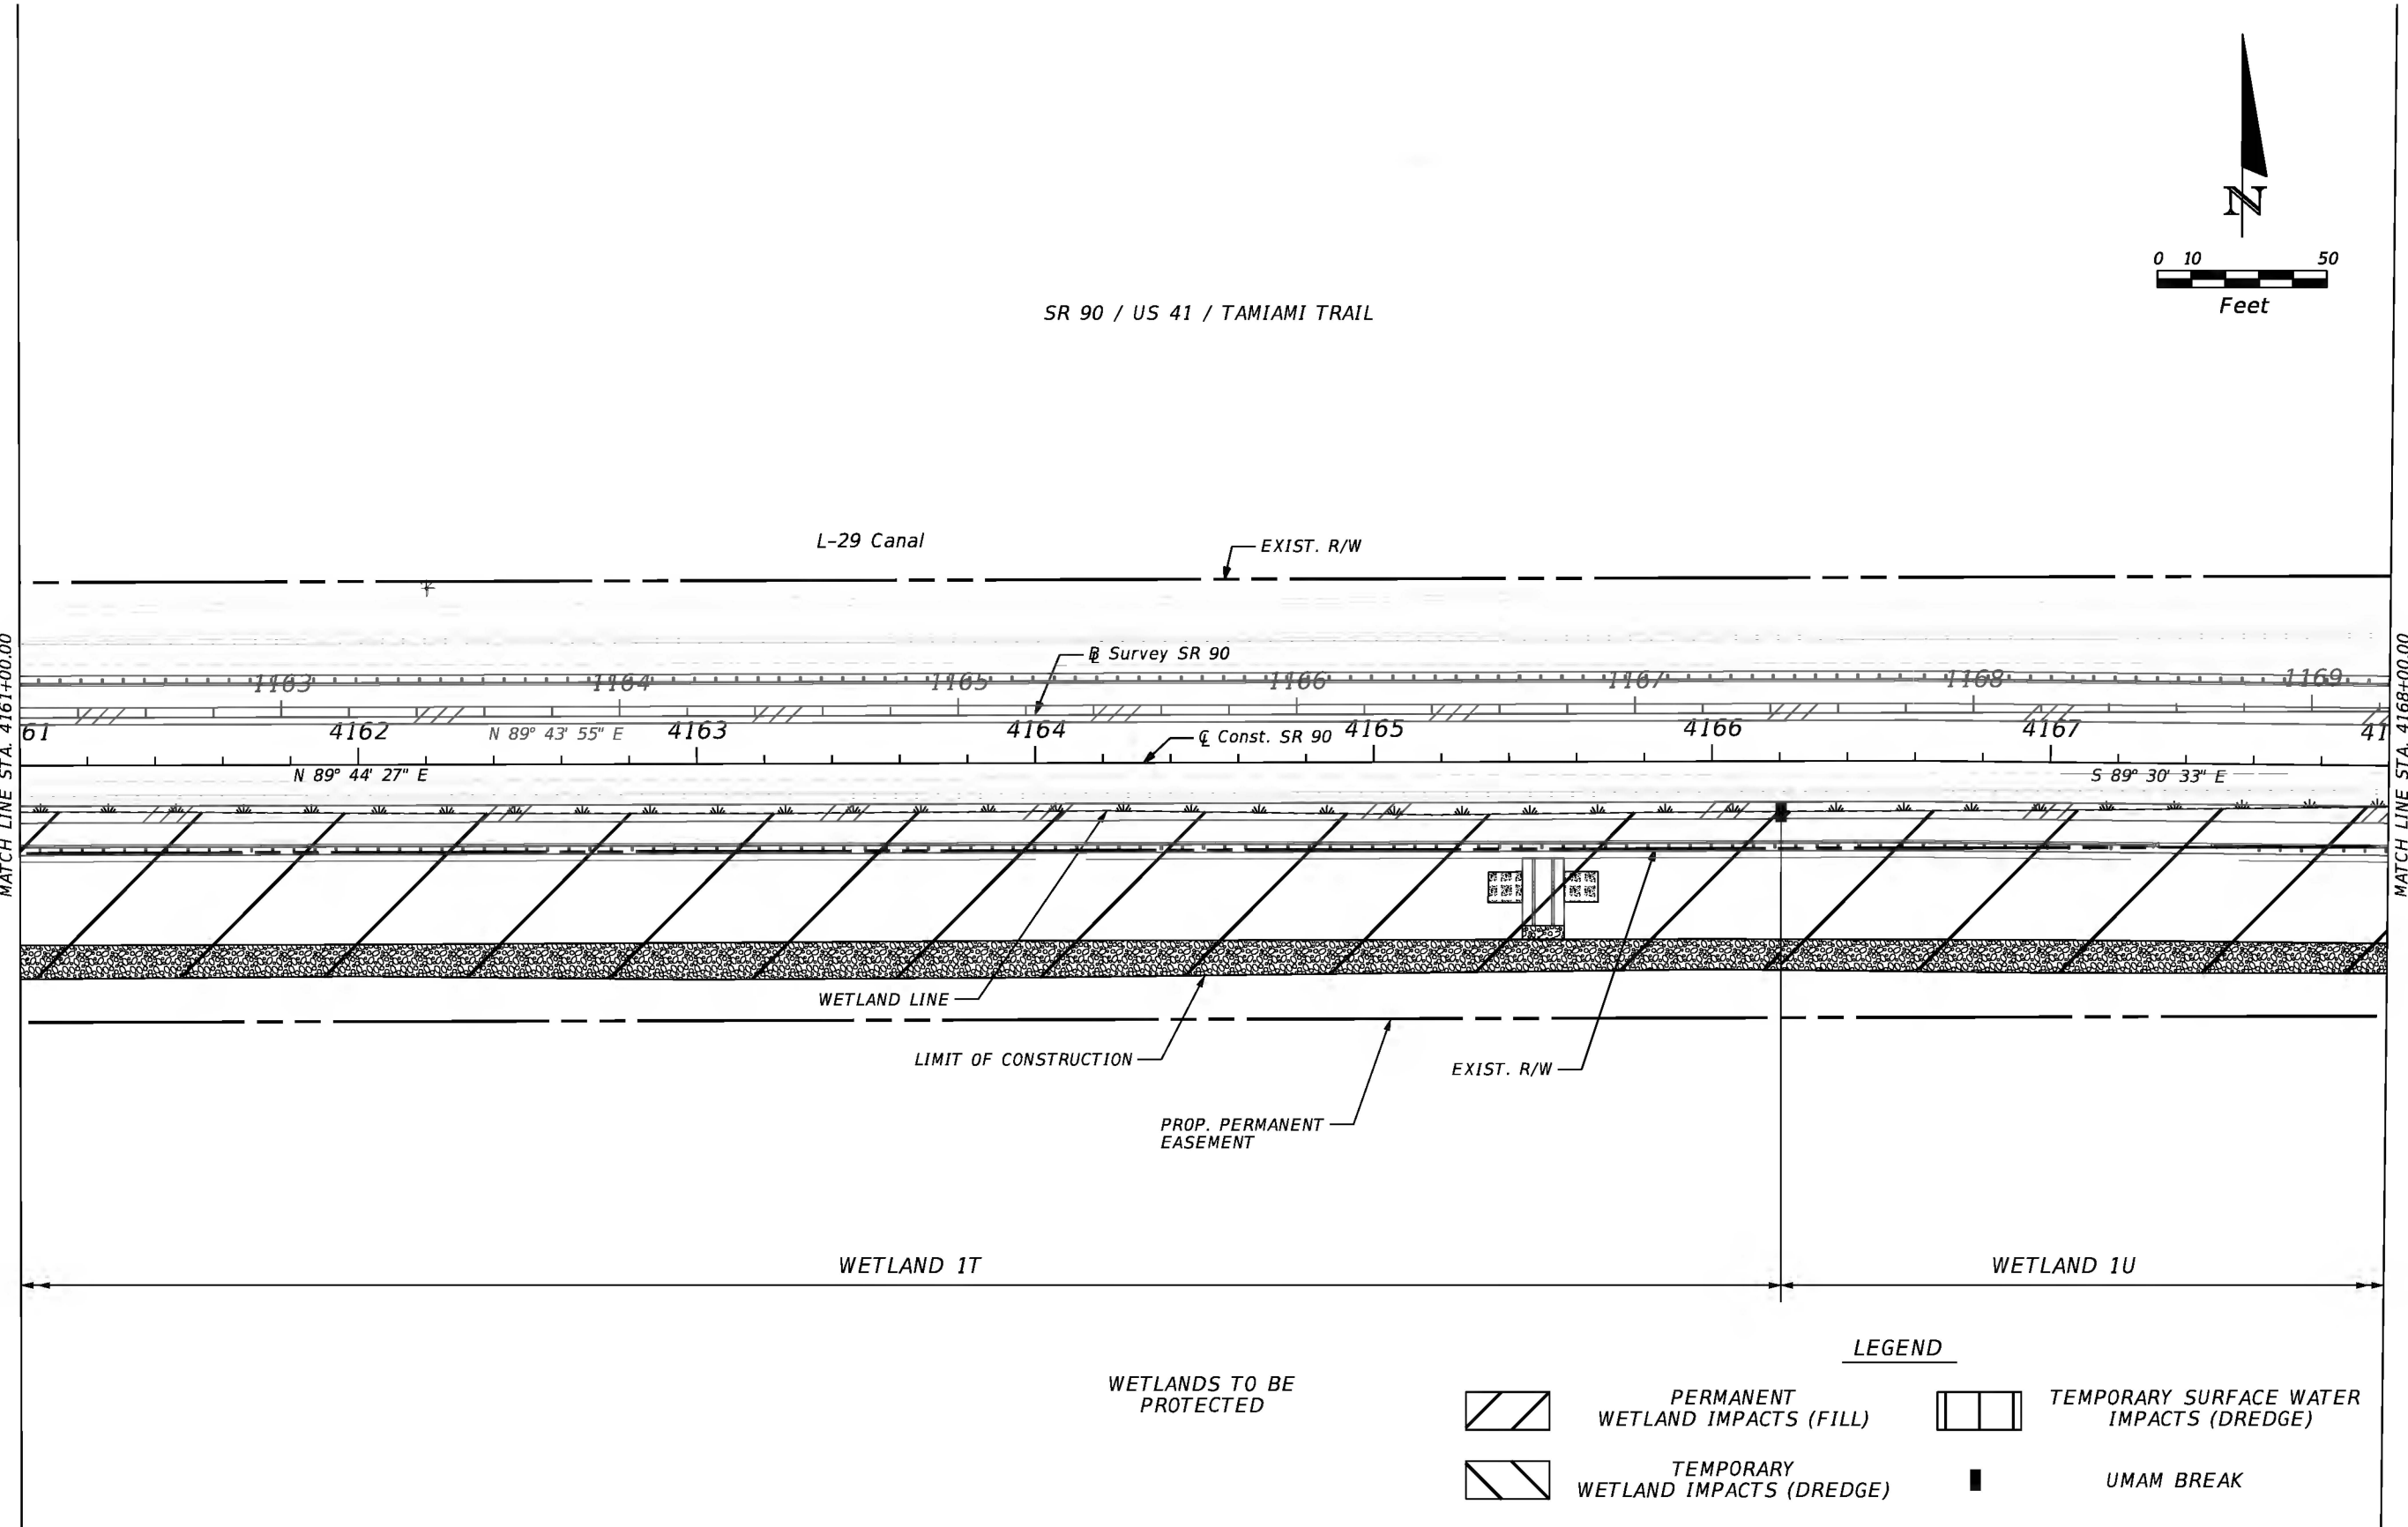 N
0 10 50
Feet
SR 90 / US 41 / TAMIAMI TRAIL
L-29 Canal
EXIST. R/W
MATCH LINE STA. 4161+00.00
MATCH LINE STA. 4168+00.00
BL Survey SR 90
1163 1164 1165 1166 1167 1168 1169
61 4162 4163 4164 4165 4166 4167 41
N 89° 43' 55" E
CL Const. SR 90
N 89° 44' 27" E
S 89° 30' 33" E
WETLAND LINE
LIMIT OF CONSTRUCTION
EXIST. R/W
PROP. PERMANENT
EASEMENT
WETLAND 1T
WETLAND 1U
LEGEND
WETLANDS TO BE
PROTECTED
PERMANENT
WETLAND IMPACTS (FILL)
TEMPORARY SURFACE WATER
IMPACTS (DREDGE)
TEMPORARY
WETLAND IMPACTS (DREDGE)
UMAM BREAK